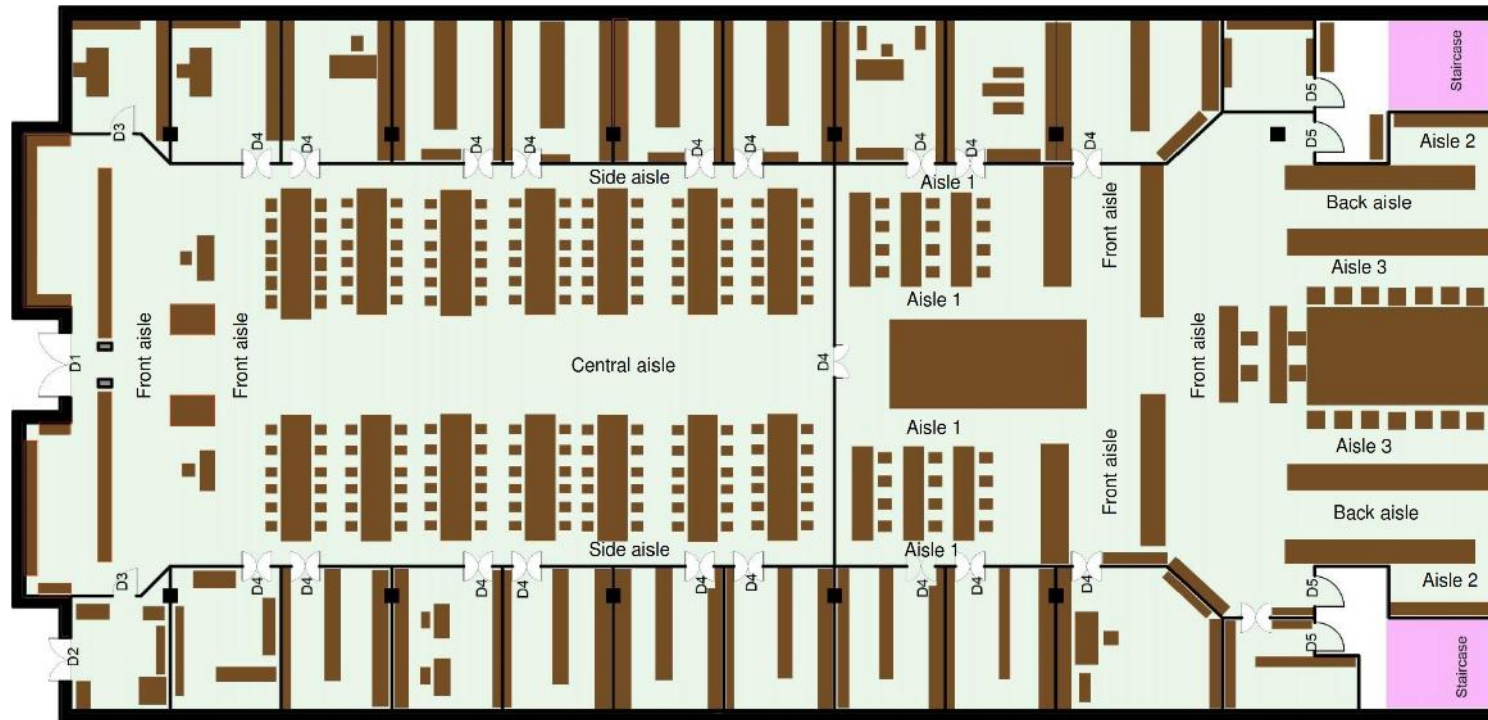 D3
D4
D4
D4
D4
D4
D4
D4
D4
D4
D5
D5
Staircase
Aisle 2
Side aisle
Aisle 1
Front aisle
Back aisle
Aisle 3
Aisle 1
D1
Front aisle
Front aisle
Central aisle
D4
Front aisle
Aisle 1
Aisle 3
Front aisle
Back aisle
Side aisle
Aisle 1
D3
D4
D4
D4
D4
D4
D4
D4
D4
D4
D5
Aisle 2
D2
D5
Staircase